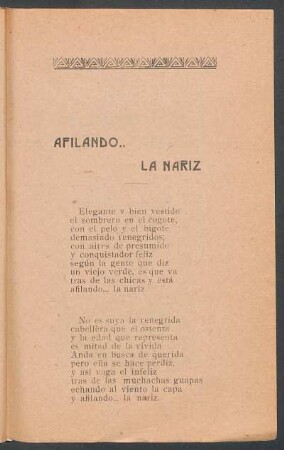 AFILANDO..
LA NARIZ
Elegante y bien vestido
el sombrero en el cogote,
con el pelo y el bigote
demasindo renegridos;
con aires de presumido
y conquistador feliz
según la gente que diz
un viejo verde, es que va
tras de las chicas y está
afilando... la nariz
No es suya la renegrida
cabellera que el ostenta
y la edad que representa
es mitad de la vivida
Anda en busca de querida
pero ella se hace perdiz,
y así vaga el infeliz
tras de las muchachas guapas
echando al viento la capa
y afilando... la nariz.